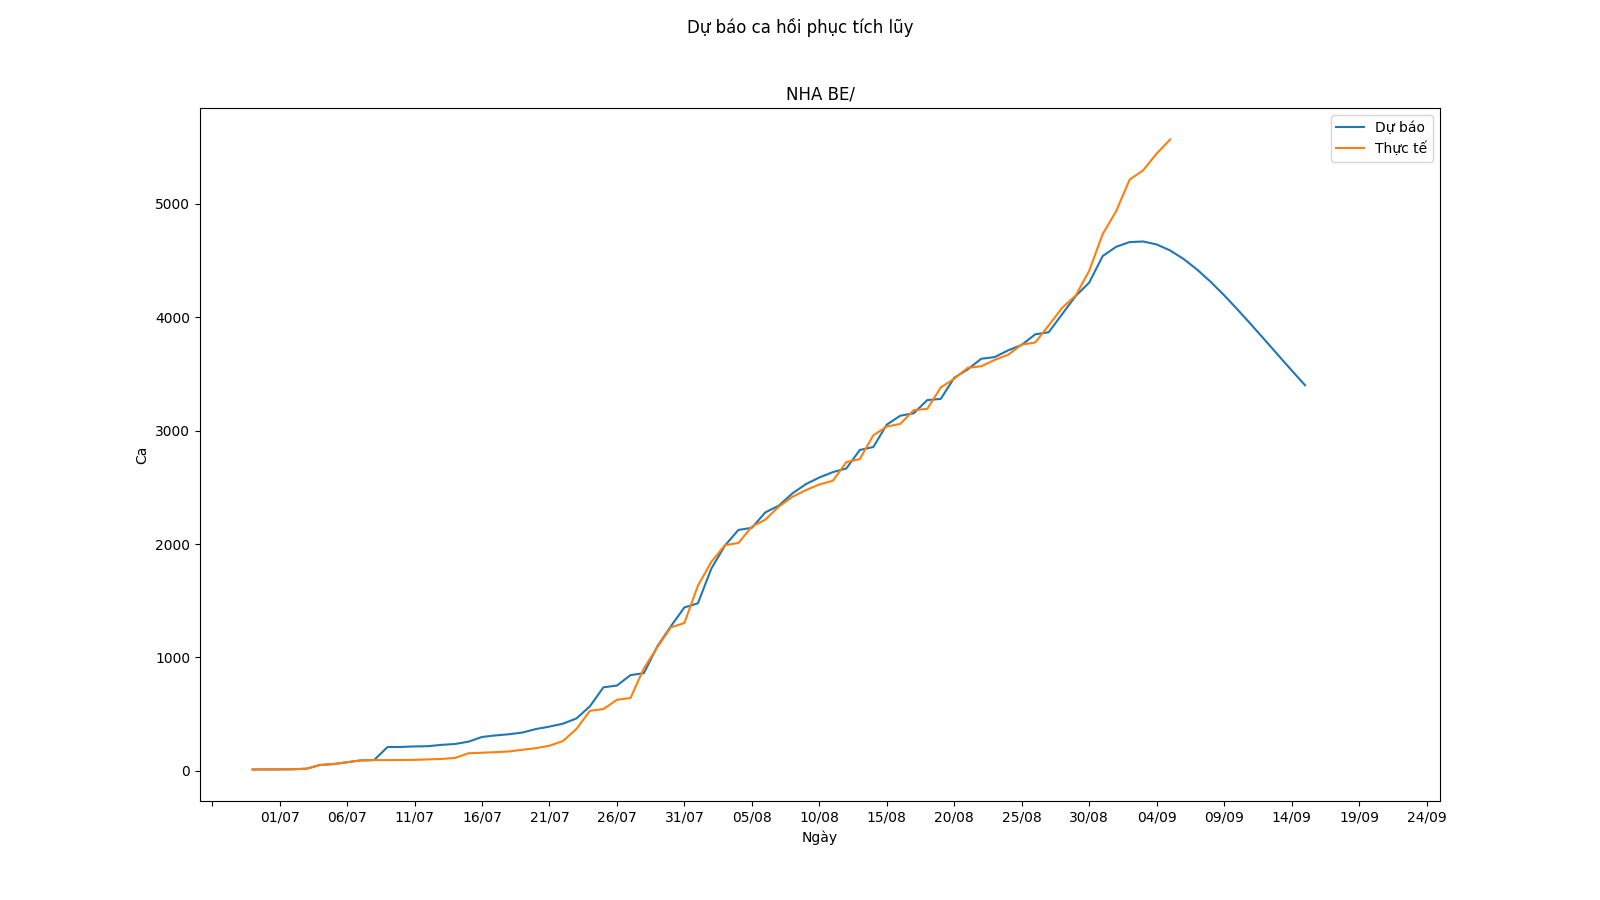 Dự báo ca hồi phục tích lũy
NHA BE/
Dự báo
Thực tế
5000
4000
3000
2000
1000
0
Ca
01/07 06/07 11/07 16/07 21/07 26/07 31/07 05/08 10/08 15/08 20/08 25/08 30/08 04/09 09/09 14/09 19/09 24/09
Ngày